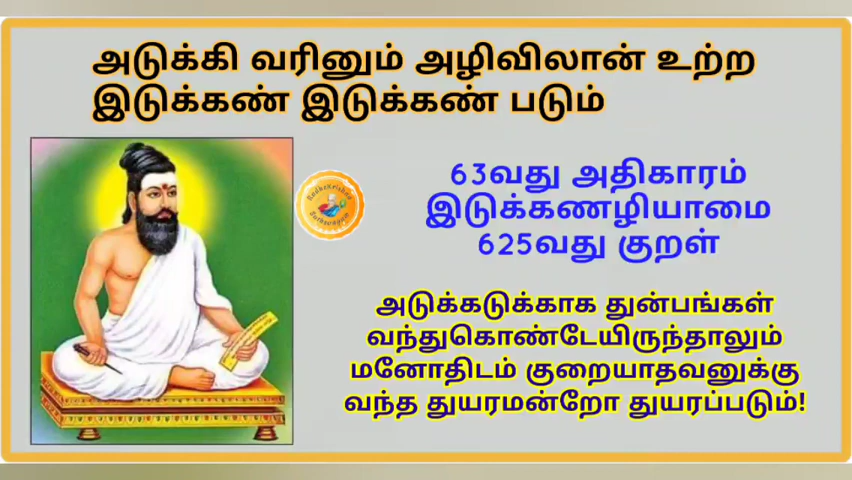 அடுக்கி வரினும் அழிவிலான் உற்ற
இடுக்கண் இடுக்கண் படும்
63வது அதிகாரம்
இடுக்கணழியாமை
625வது குறள்
அடுக்கடுக்காக துன்பங்கள்
வந்துகொண்டேயிருந்தாலும்
மனோதிடம் குறையாதவனுக்கு
வந்த துயரமன்றோ துயரப்படும்!